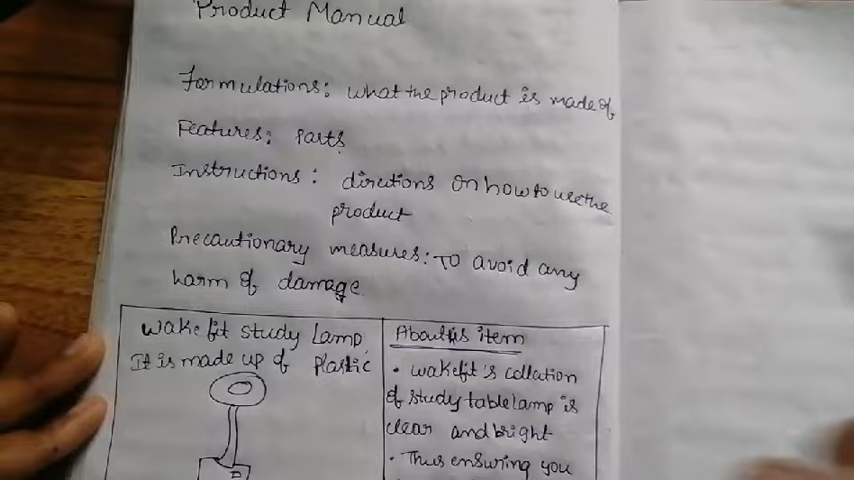 Product Manual
Formulations: what the product is made of
Features: Parts
Instructions: directions on how to use the
product
Precautionary measures: To avoid any
harm of damage.
Wakefit study Lamp.
It is made up of plastic
About this item
• wakefit's collation
of study table lamp is
clear and bright
• Thus ensuring you